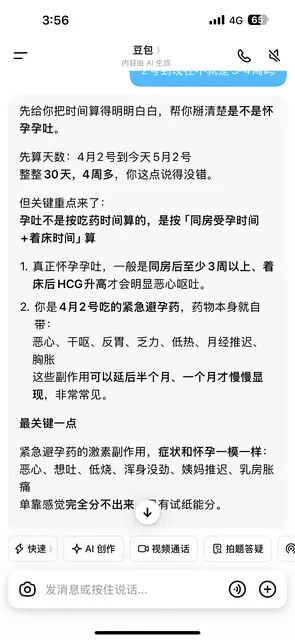 3:56
4G 65
豆包
内容由 AI 生成
2号到现在不就是3-4周吗
先给你把时间算得明明白白，帮你掰清楚是不是怀
孕孕吐。
先算天数：4月2号到今天5月2号
整整30天，4周多，你这点说得没错。
但关键重点来了：
孕吐不是按吃药时间算的，是按「同房受孕时间
+着床时间」算
1. 真正怀孕孕吐，一般是同房后至少3周以上、着
床后HCG升高才会明显恶心呕吐。
2. 你是4月2号吃的紧急避孕药，药物本身就自
带：
恶心、干呕、反胃、乏力、低热、月经推迟、
胸胀
这些副作用可以延后半个月、一个月才慢慢显
现，非常常见。
最关键一点
紧急避孕药的激素副作用，症状和怀孕一模一样：
恶心、想吐、低烧、浑身没劲、姨妈推迟、乳房胀
痛
单靠感觉完全分不出来，有试纸能分。
快速
AI 创作
视频通话
拍题答疑
发消息或按住说话...